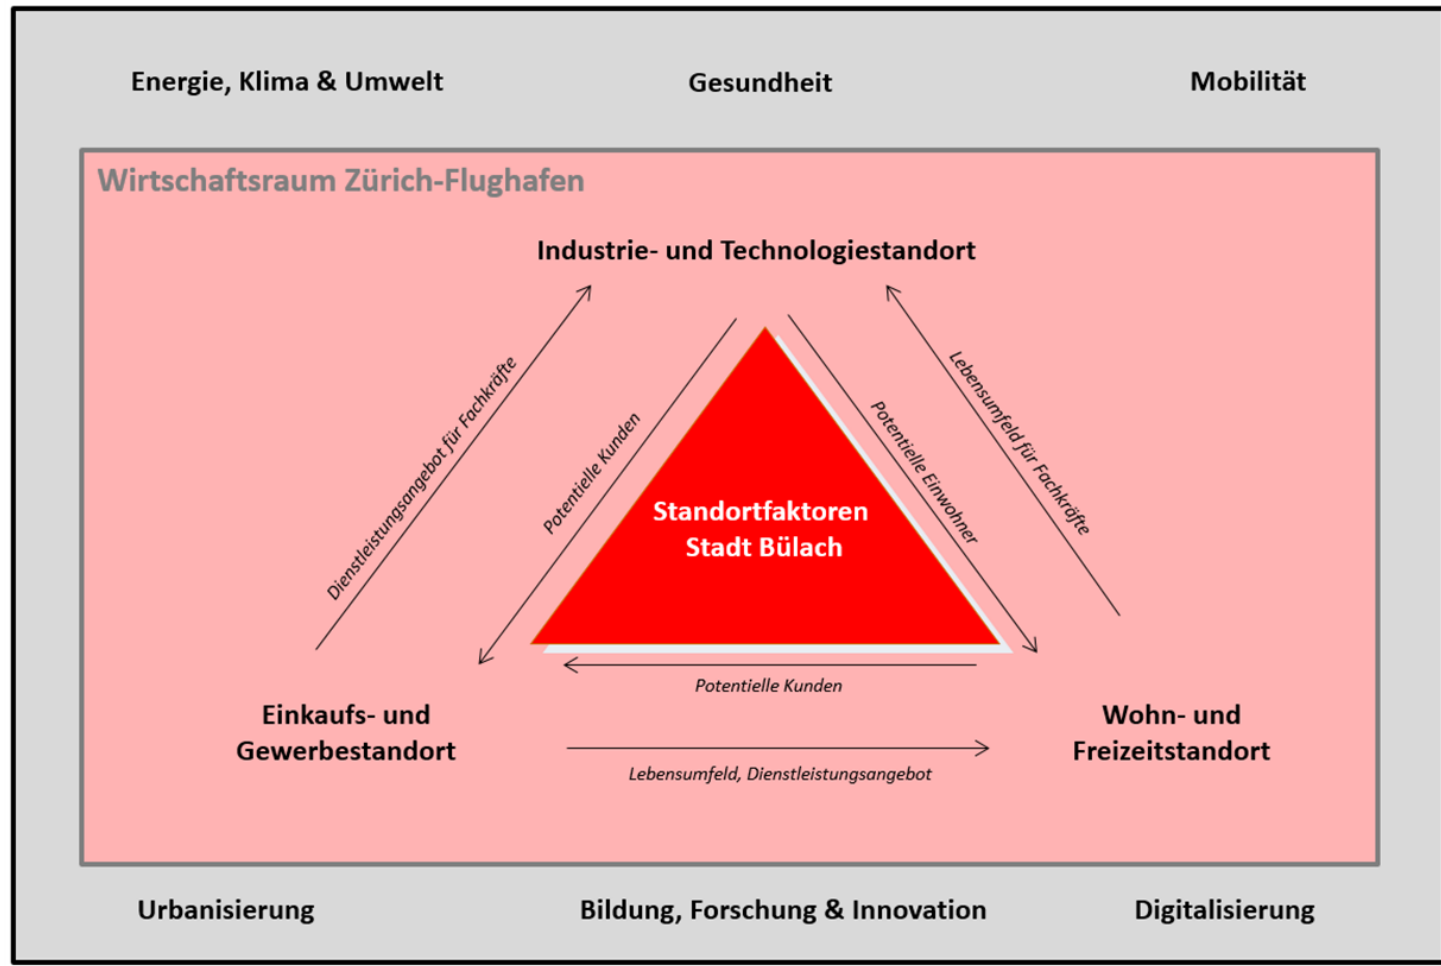 Energie, Klima & Umwelt
Gesundheit
Mobilität
Wirtschaftsraum Zürich-Flughafen
Industrie- und Technologiestandort
Dienstleistungsangebot für Fachkräfte
Potentielle Kunden
Potentielle Einwohner
Lebensumfeld für Fachkräfte
Standortfaktoren
Stadt Bülach
Potentielle Kunden
Einkaufs- und
Gewerbestandort
Wohn- und
Freizeitstandort
Lebensumfeld, Dienstleistungsangebot
Urbanisierung
Bildung, Forschung & Innovation
Digitalisierung